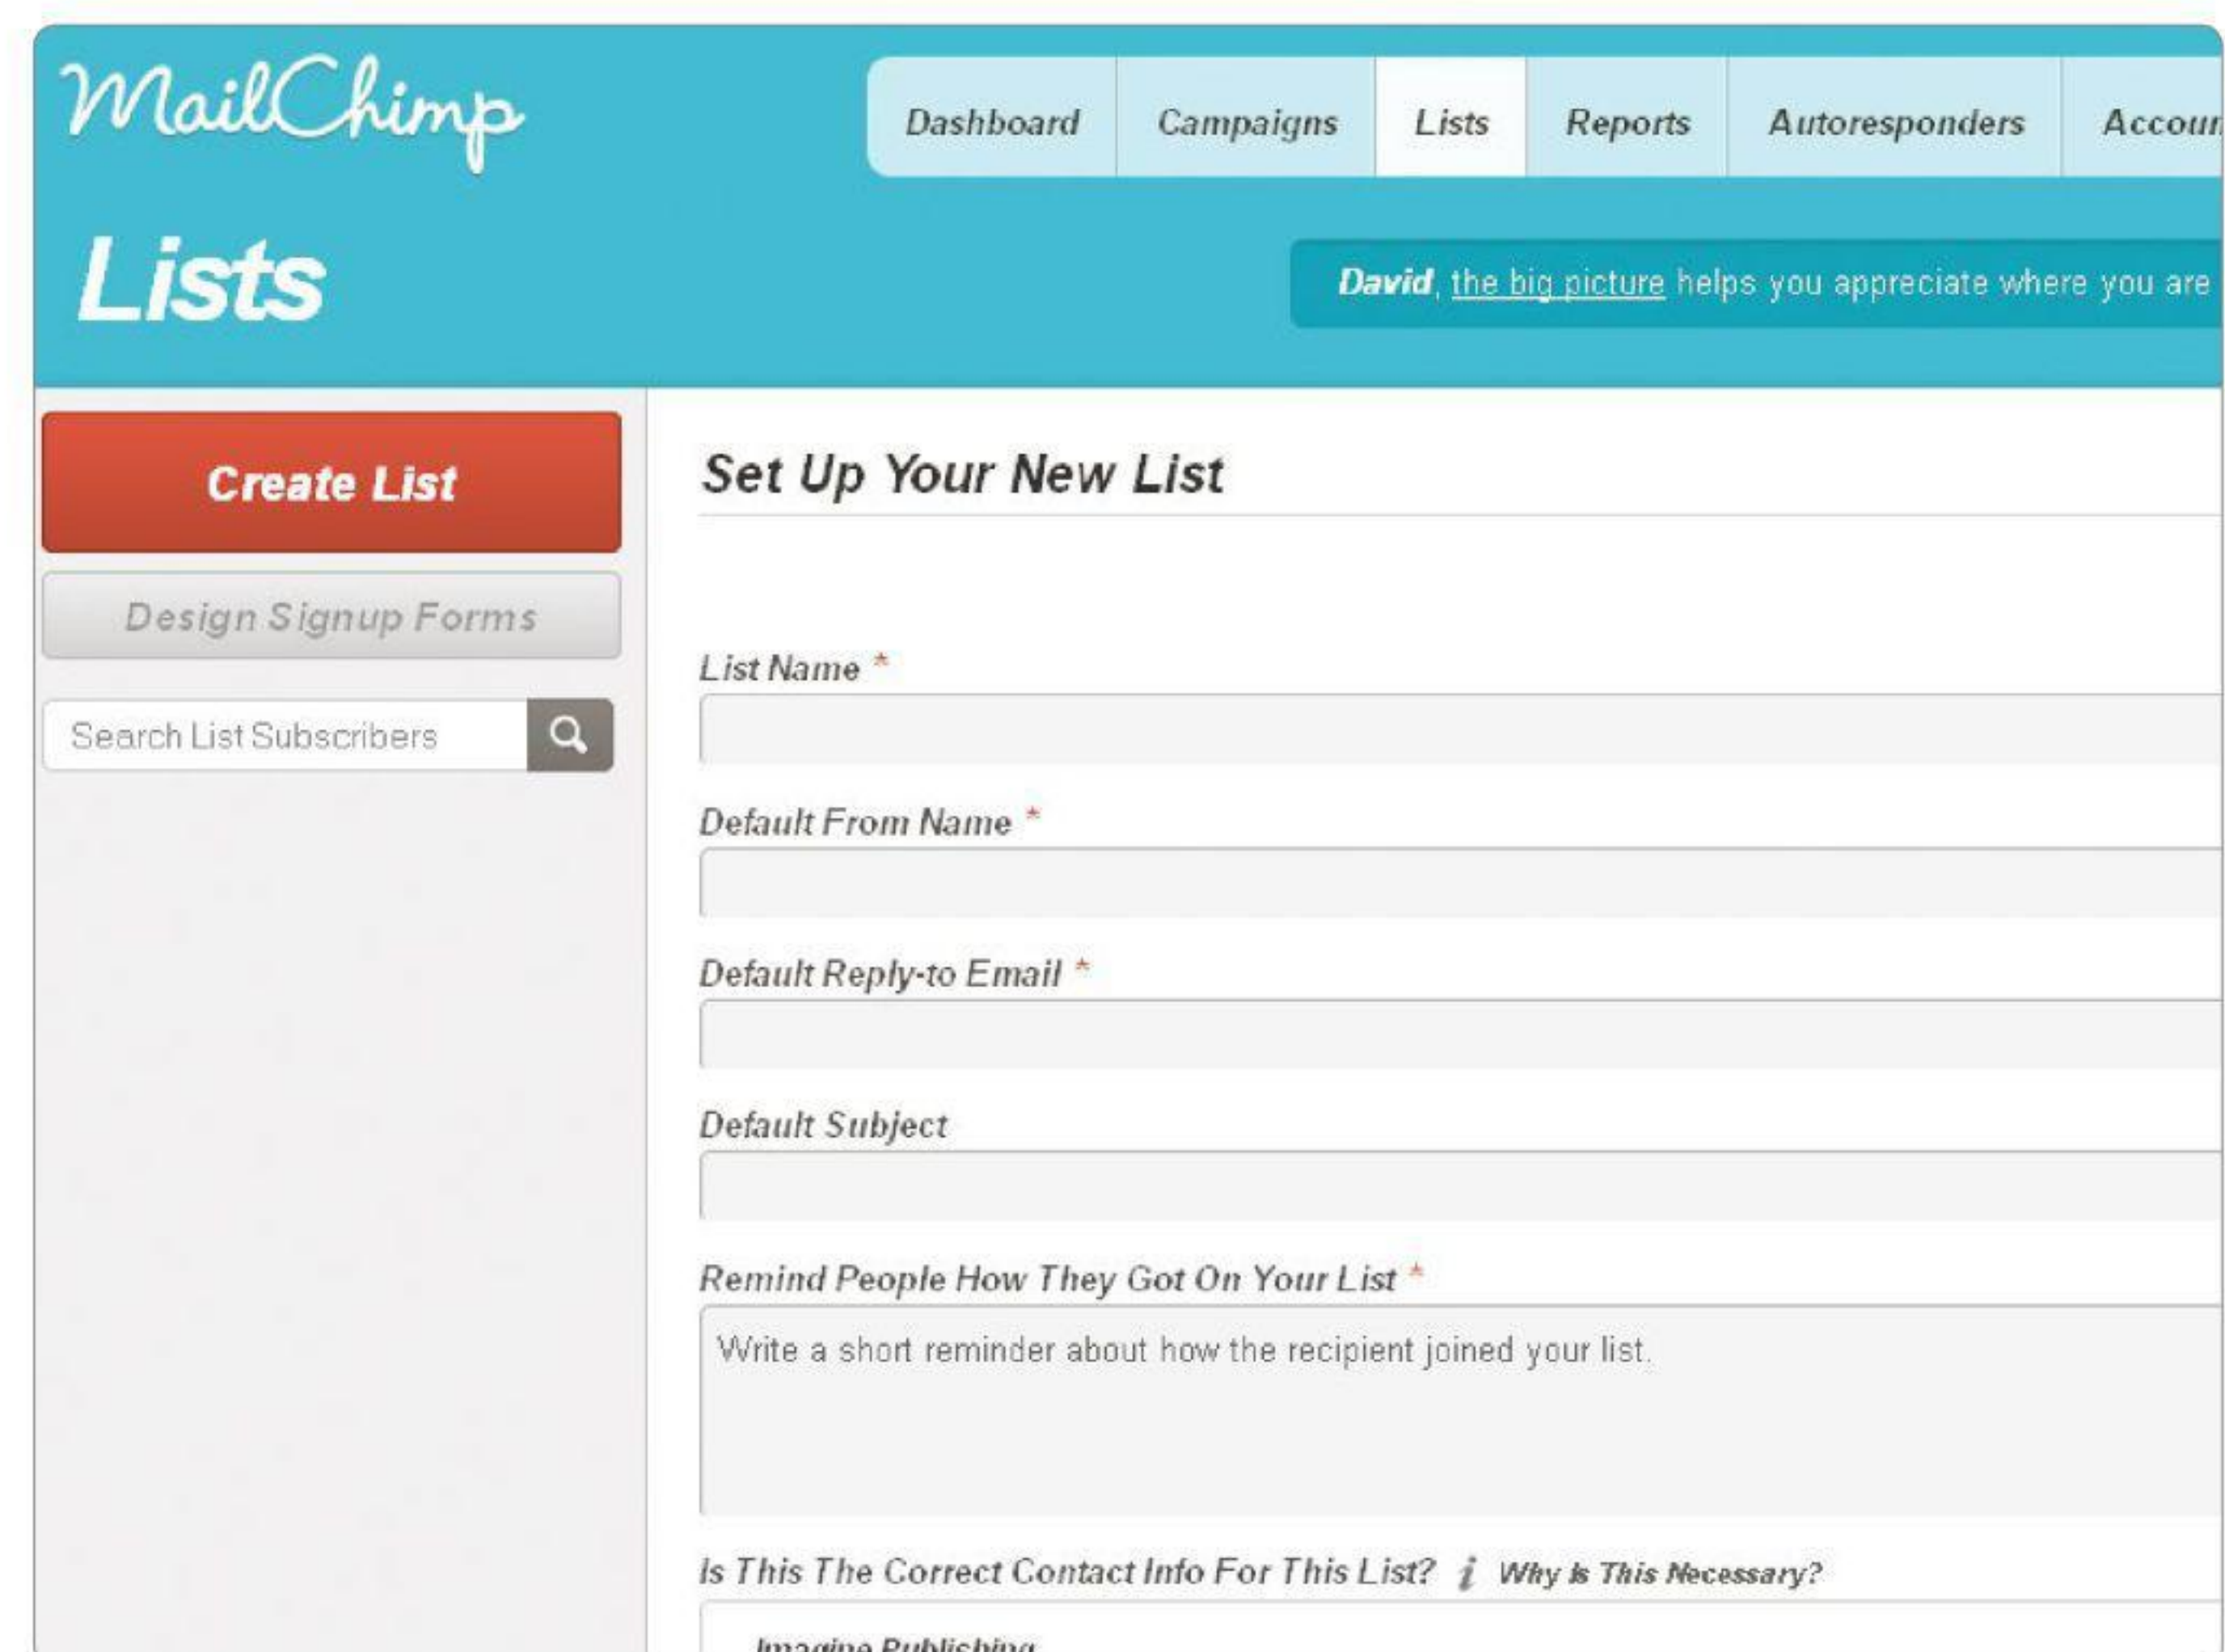 MailChimp
Dashboard Campaigns Lists Reports Autoresponders Accoun
Lists
David, the big picture helps you appreciate where you are
Create List
Design Signup Forms
Search List Subscribers
Set Up Your New List
List Name *
Default From Name *
Default Reply-to Email *
Default Subject
Remind People How They Got On Your List *
Write a short reminder about how the recipient joined your list.
Is This The Correct Contact Info For This List? i Why Is This Necessary?
Imagine Publishing